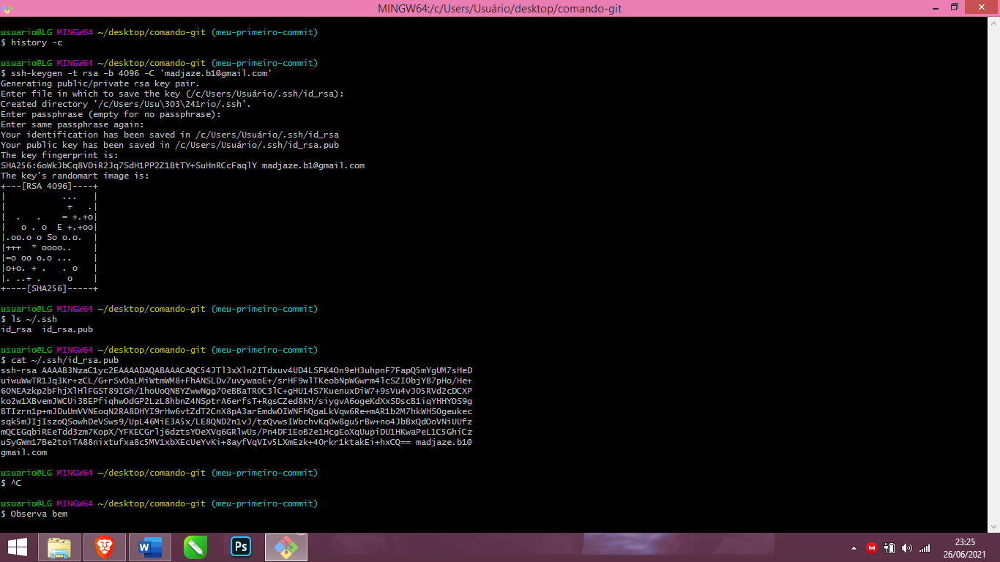 MINGW64:/c/Users/Usuário/desktop/comando-git
usuario@LG MINGW64 ~/desktop/comando-git (meu-primeiro-commit)
$ history -c
usuario@LG MINGW64 ~/desktop/comando-git (meu-primeiro-commit)
$ ssh-keygen -t rsa -b 4096 -C 'madjaze.b1@gmail.com'
Generating public/private rsa key pair.
Enter file in which to save the key (/c/Users/Usuário/.ssh/id_rsa):
Created directory '/c/Users/Usu\303\241rio/.ssh'.
Enter passphrase (empty for no passphrase):
Enter same passphrase again:
Your identification has been saved in /c/Users/Usuário/.ssh/id_rsa
Your public key has been saved in /c/Users/Usuário/.ssh/id_rsa.pub
The key fingerprint is:
SHA256:6oWkJbCq8VDiR2Jq7SdH1PP2Z1BtTY+SuHnRCcFaqlY madjaze.b1@gmail.com
The key's randomart image is:
+---[RSA 4096]----+
|           ...   |
|            +   .|
|  .   .    = +.+o|
|   o . o  E +.+oo|
|.oo.o o So o.o.  |
|+++  * oooo..    |
|=o oo o.o ...    |
|o+o. + .   . o   |
|. ..+ .     o    |
+----[SHA256]-----+
usuario@LG MINGW64 ~/desktop/comando-git (meu-primeiro-commit)
$ ls ~/.ssh
id_rsa  id_rsa.pub
usuario@LG MINGW64 ~/desktop/comando-git (meu-primeiro-commit)
$ cat ~/.ssh/id_rsa.pub
ssh-rsa AAAAB3NzaC1yc2EAAAADAQABAAACAQC54JTl3xXln2ITdxuv4UD4LSFK4On9eH3uhpnF7FapQ5mYgUM7sHeD
uiwuWwTR1Jq3Kr+zCL/G+rSvOaLMiWtmWM8+FhANSLDv7uvywaoE+/srHF9wlTKeobNpWGwrm4lcSZIObjYB7pHo/He+
6ONEAzkp2bFhjXlHlFGST89IGh/1hoUoQNBYZwwNgg7OeBBaTROC3lC+gHU14S7KuenuxDiW7+9sVu4vJO5RVd2cDCXP
ko2w1XBvemJWCUi3BEPfiqhwOdGP2LzL8hbnZ4NSptrA6erfsT+RgsCZed8KH/siygvA6ogeKdXxSDscB1iqYHHYOS9g
BTIzrn1p+mJDuUmVVNEoqN2RA8DHYI9rHw6vtZdT2CnX8pA3arEmdwOIWNFhQgaLkVqw6Re+mAR1b2M7hkWHSOgeukec
sqk5mJIjIszoQSowhDeVSws9/UpL46MiE3A5x/LE8QND2n1vJ/tzQvwsIWbchvKqOw8gu5rBw+no4JbBxQdOoVNiUUfz
mQCEGqbiREeTdd3zm7KopX/YFKECGrlj6dztsYOeXVq6GRlwUs/Pn4DF1EoB2e1HcgEoXqUupiDU1HKwaPeL1C5GhiCz
uSyGWm17Be2toiTA88nixtufxa8c5MV1xbXEcUeYvKi+8ayfVqVIv5LXmEzk+4Orkr1ktakEi+hxCQ== madjaze.b1@
gmail.com
usuario@LG MINGW64 ~/desktop/comando-git (meu-primeiro-commit)
$ ^C
usuario@LG MINGW64 ~/desktop/comando-git (meu-primeiro-commit)
$ Observa bem
23:25
26/06/2021